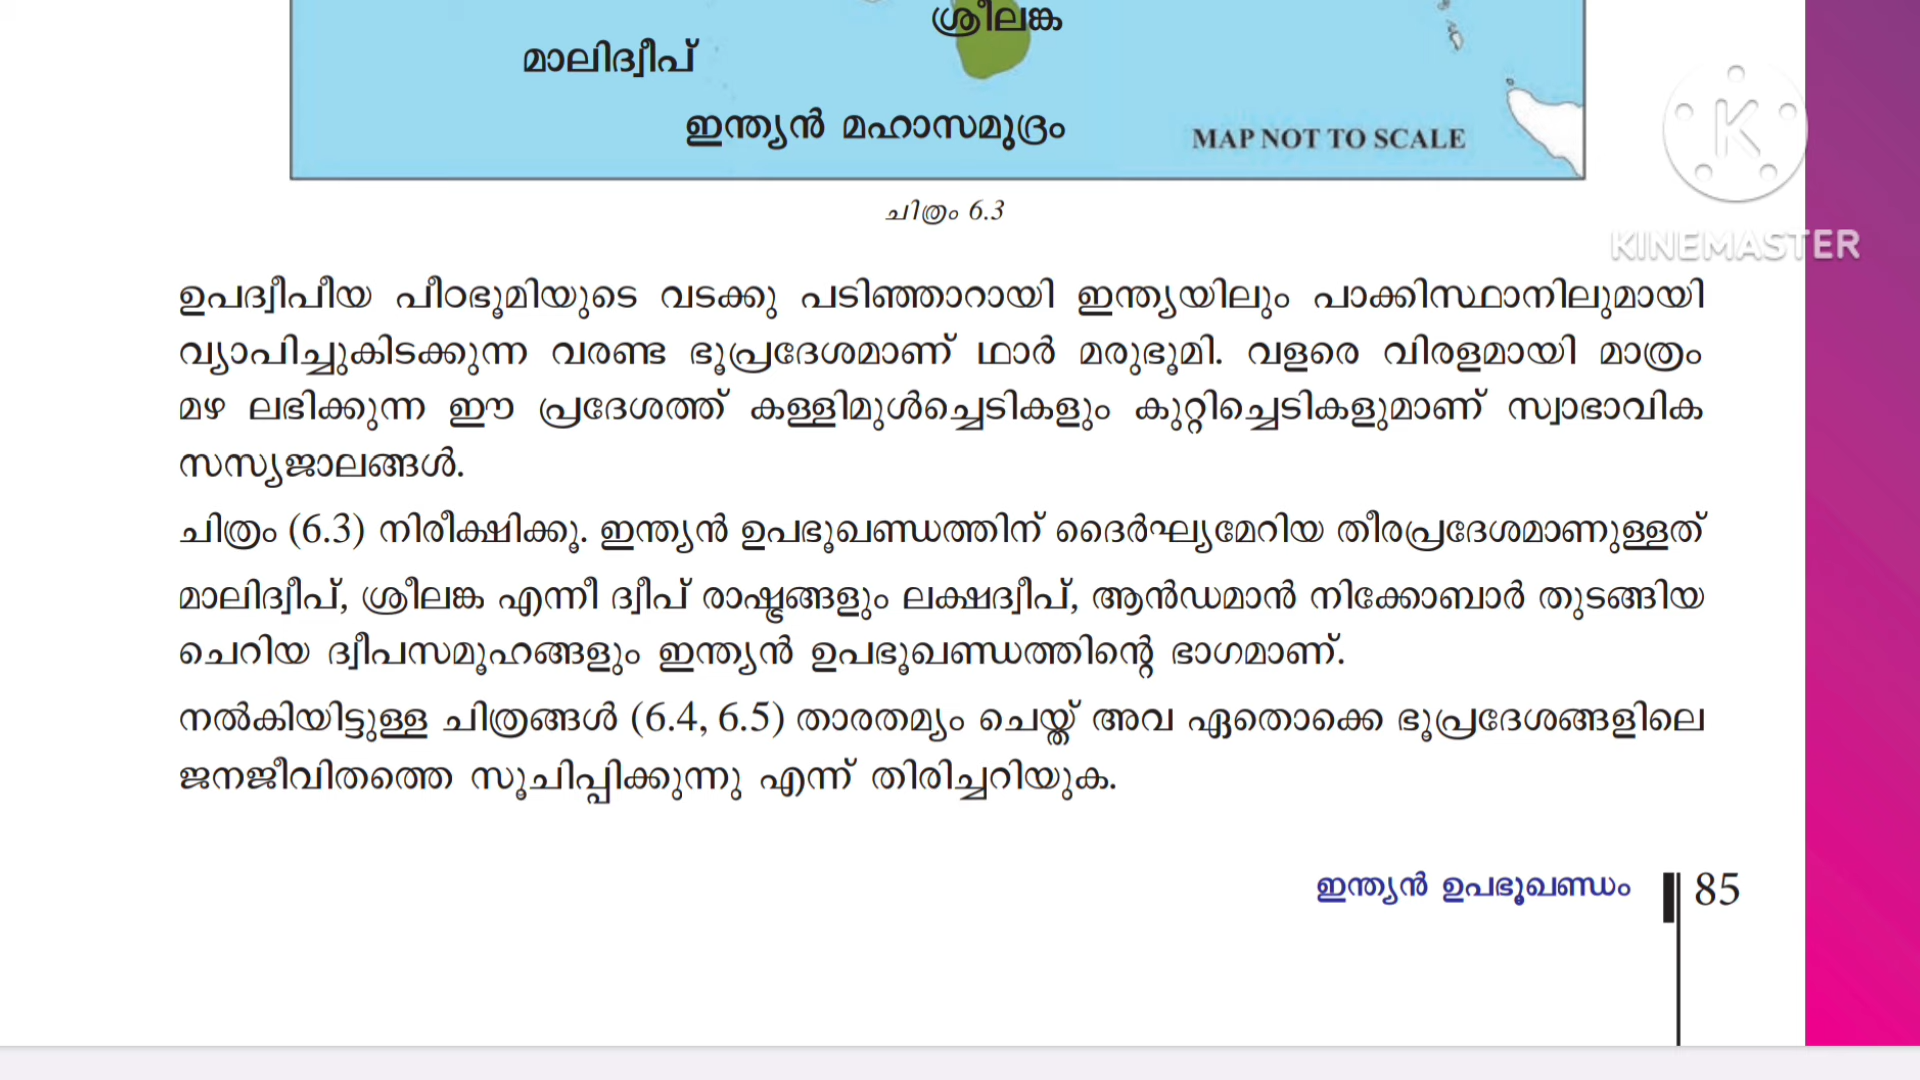 ശ്രീലങ്ക
മാലിദ്വീപ്
ഇന്ത്യൻ മഹാസമുദ്രം
MAP NOT TO SCALE
K
KINEMASTER
ചിത്രം 6.3
ഉപദ്വീപീയ പീഠഭൂമിയുടെ വടക്കു പടിഞ്ഞാറായി ഇന്ത്യയിലും പാക്കിസ്ഥാനിലുമായി
വ്യാപിച്ചുകിടക്കുന്ന വരണ്ട ഭൂപ്രദേശമാണ് ഥാർ മരുഭൂമി. വളരെ വിരളമായി മാത്രം
മഴ ലഭിക്കുന്ന ഈ പ്രദേശത്ത് കള്ളിമുൾച്ചെടികളും കുറ്റിച്ചെടികളുമാണ് സ്വാഭാവിക
സസ്യജാലങ്ങൾ.
ചിത്രം (6.3) നിരീക്ഷിക്കൂ. ഇന്ത്യൻ ഉപഭൂഖണ്ഡത്തിന് ദൈർഘ്യമേറിയ തീരപ്രദേശമാണുള്ളത്
മാലിദ്വീപ്, ശ്രീലങ്ക എന്നീ ദ്വീപ് രാഷ്ട്രങ്ങളും ലക്ഷദ്വീപ്, ആൻഡമാൻ നിക്കോബാർ തുടങ്ങിയ
ചെറിയ ദ്വീപസമൂഹങ്ങളും ഇന്ത്യൻ ഉപഭൂഖണ്ഡത്തിന്റെ ഭാഗമാണ്.
നൽകിയിട്ടുള്ള ചിത്രങ്ങൾ (6.4, 6.5) താരതമ്യം ചെയ്ത് അവ ഏതൊക്കെ ഭൂപ്രദേശങ്ങളിലെ
ജനജീവിതത്തെ സൂചിപ്പിക്കുന്നു എന്ന് തിരിച്ചറിയുക.
ഇന്ത്യൻ ഉപഭൂഖണ്ഡം 85